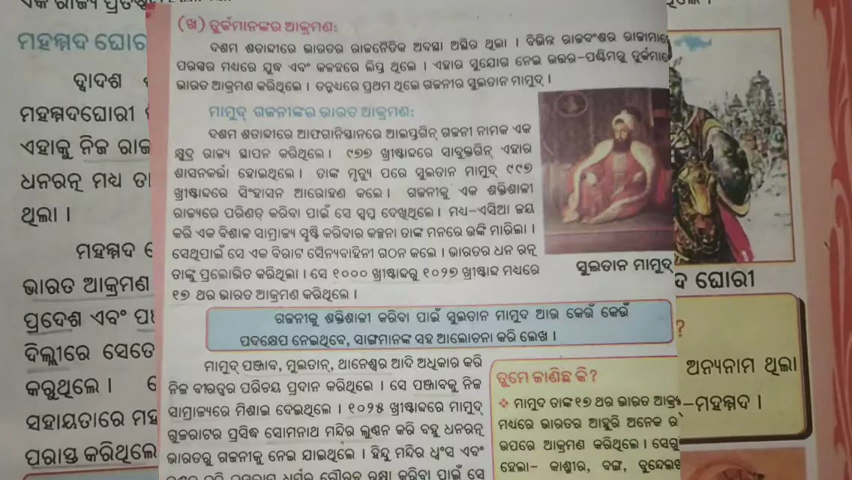 (ଖ) ତୁର୍କମାନଙ୍କର ଆକ୍ରମଣ:
ଦଶମ ଶତାବ୍ଦୀରେ ଭାରତର ରାଜନୈତିକ ଅବସ୍ଥା ଅସ୍ଥିର ଥିଲା । ବିଭିନ୍ନ ରାଜବଂଶର ରାଜାମାନେ
ପରସ୍ପର ମଧ୍ୟରେ ଯୁଦ୍ଧ ଏବଂ କଳହରେ ଲିପ୍ତ ଥିଲେ । ଏହାର ସୁଯୋଗ ନେଇ ଉତ୍ତର-ପଶ୍ଚିମରୁ ତୁର୍କମାନେ
ଭାରତ ଆକ୍ରମଣ କରିଥିଲେ । ତନ୍ମଧ୍ୟରେ ପ୍ରଥମ ଥିଲେ ଗଜନୀର ସୁଲତାନ ମାମୁଦ୍ ।
ମାମୁଦ୍ ଗଜନୀଙ୍କର ଭାରତ ଆକ୍ରମଣ:
ଦଶମ ଶତାବ୍ଦୀରେ ଆଫଗାନିସ୍ତାନରେ ଆଲପ୍ତଗିନ୍ ଗଜନୀ ନାମକ ଏକ
କ୍ଷୁଦ୍ର ରାଜ୍ୟ ସ୍ଥାପନ କରିଥିଲେ । ୯୭୭ ଖ୍ରୀଷ୍ଟାବ୍ଦରେ ସାବୁକ୍ତଗିନ୍ ଏହାର
ଶାସନକର୍ତ୍ତା ହୋଇଥିଲେ । ତାଙ୍କ ମୃତ୍ୟୁ ପରେ ସୁଲତାନ ମାମୁଦ୍ ୯୯୭
ଖ୍ରୀଷ୍ଟାବ୍ଦରେ ସିଂହାସନ ଆରୋହଣ କଲେ । ଗଜନୀକୁ ଏକ ଶକ୍ତିଶାଳୀ
ରାଜ୍ୟରେ ପରିଣତ୍ କରିବା ପାଇଁ ସେ ସ୍ୱପ୍ନ ଦେଖିଥିଲେ । ମଧ୍ୟ-ଏସିଆ ଜୟ
କରି ଏକ ବିଶାଳ ସାମ୍ରାଜ୍ୟ ସୃଷ୍ଟି କରିବାର କଳ୍ପନା ତାଙ୍କ ମନରେ ଉଙ୍କି ମାରିଲା ।
ସେଥିପାଇଁ ସେ ଏକ ବିରାଟ ସୈନ୍ୟବାହିନୀ ଗଠନ କଲେ । ଭାରତର ଧନ ରତ୍ନ
ତାଙ୍କୁ ପ୍ରଲୋଭିତ କରିଥିଲା । ସେ ୧୦୦୦ ଖ୍ରୀଷ୍ଟାବ୍ଦରୁ ୧୦୨୭ ଖ୍ରୀଷ୍ଟାବ୍ଦ ମଧ୍ୟରେ
୧୭ ଥର ଭାରତ ଆକ୍ରମଣ କରିଥିଲେ ।
ସୁଲତାନ ମାମୁଦ୍
ଗଜନୀକୁ ଶକ୍ତିଶାଳୀ କରିବା ପାଇଁ ସୁଲତାନ ମାମୁଦ ଆଉ କେଉଁ କେଉଁ
ପଦକ୍ଷେପ ନେଇଥିବେ, ସାଙ୍ଗମାନଙ୍କ ସହ ଆଲୋଚନା କରି ଲେଖ ।
ମାମୁଦ୍ ପଞ୍ଜାବ, ମୁଲତାନ୍, ଥାନେଶ୍ୱର ଆଦି ଅଧିକାର କରି
ନିଜ ବୀରତ୍ୱର ପରିଚୟ ପ୍ରଦାନ କରିଥିଲେ । ସେ ପଞ୍ଜାବକୁ ନିଜ
ସାମ୍ରାଜ୍ୟରେ ମିଶାଇ ଦେଇଥିଲେ । ୧୦୨୫ ଖ୍ରୀଷ୍ଟାବ୍ଦରେ ମାମୁଦ୍
ଗୁଜରାଟର ପ୍ରସିଦ୍ଧ ସୋମନାଥ ମନ୍ଦିର ଲୁଣ୍ଠନ କରି ବହୁ ଧନରତ୍ନ
ଭାରତରୁ ଗଜନୀକୁ ନେଇ ଯାଇଥିଲେ । ହିନ୍ଦୁ ମନ୍ଦିର ଧ୍ୱଂସ ଏବଂ
ତୁମେ ଜାଣିଛ କି ?
❖ ମାମୁଦ ତାଙ୍କ ୧୭ ଥର ଭାରତ
ମଧ୍ୟରେ ଭାରତର ଆହୁରି ଅନେକ
ଉପରେ ଆକ୍ରମଣ କରିଥିଲେ ।
ହେଲା- କାଶ୍ମୀର, ବଙ୍ଗ,
ମହମ୍ମଦ ଘୋରୀ
ଦ୍ୱାଦଶ
ମହମ୍ମଦଘୋରୀ
ଏହାକୁ ନିଜ
ଧନରତ୍ନ ମଧ୍ୟ
ଥିଲା ।
ମହମ୍ମଦ
ଭାରତ ଆକ୍ରମଣ
ପ୍ରଦେଶ ଏବଂ
ଦିଲ୍ଲୀରେ ସେତେ
କରୁଥିଲେ ।
ସହାୟତାରେ
ପରାସ୍ତ କରିଥିଲେ
ଘୋରୀ
?
ଅନ୍ୟନାମ ଥିଲା
-ମହମ୍ମଦ ।